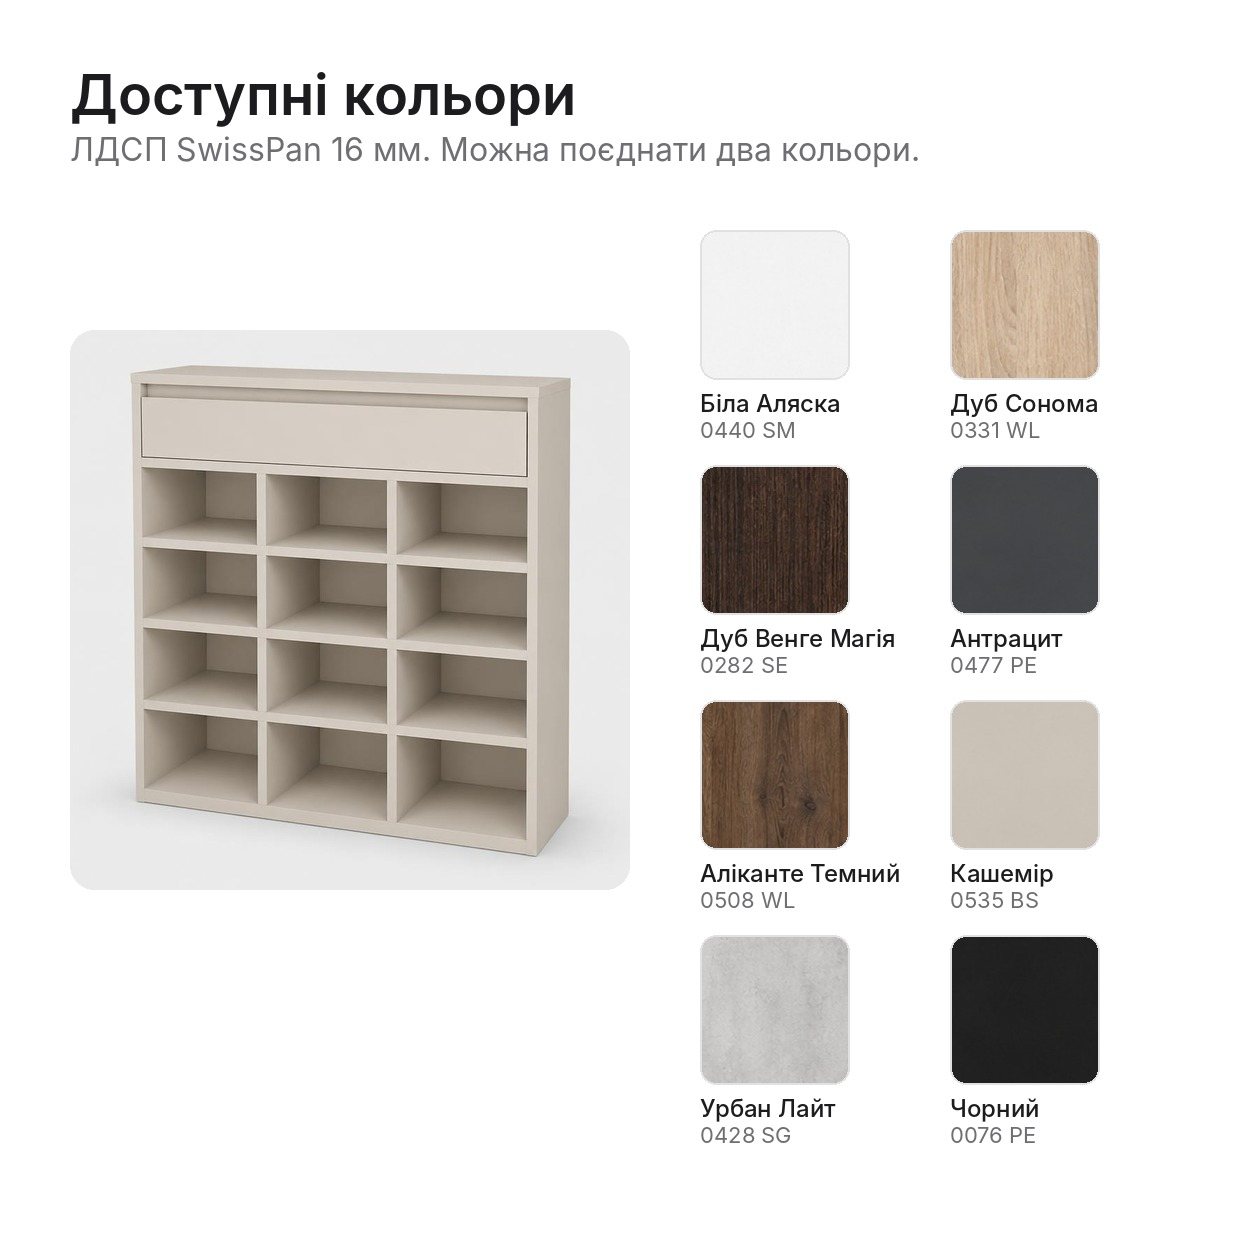 Доступні кольори
ЛДСП SwissPan 16 мм. Можна поєднати два кольори.
Біла Аляска
0440 SM
Дуб Сонома
0331 WL
Дуб Венге Магія
0282 SE
Антрацит
0477 PE
Аліканте Темний
0508 WL
Кашемір
0535 BS
Урбан Лайт
0428 SG
Чорний
0076 PE